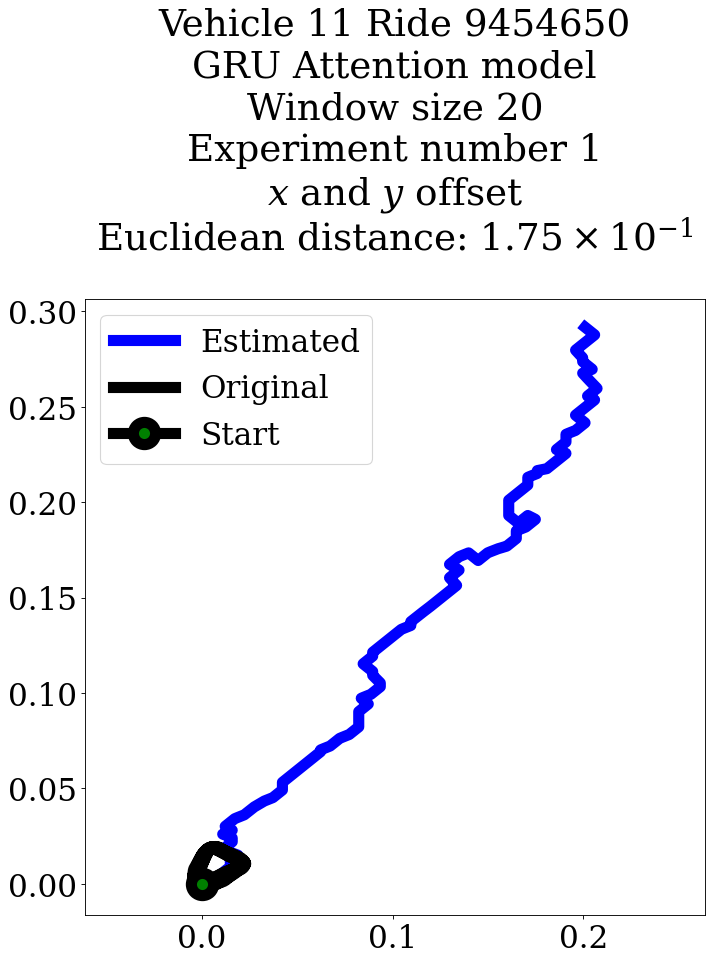 Vehicle 11 Ride 9454650
GRU Attention model
Window size 20
Experiment number 1
x and y offset
Euclidean distance: 1.75 × 10⁻¹
0.30
0.25
0.20
0.15
0.10
0.05
0.00
Estimated
Original
Start
0.0 0.1 0.2